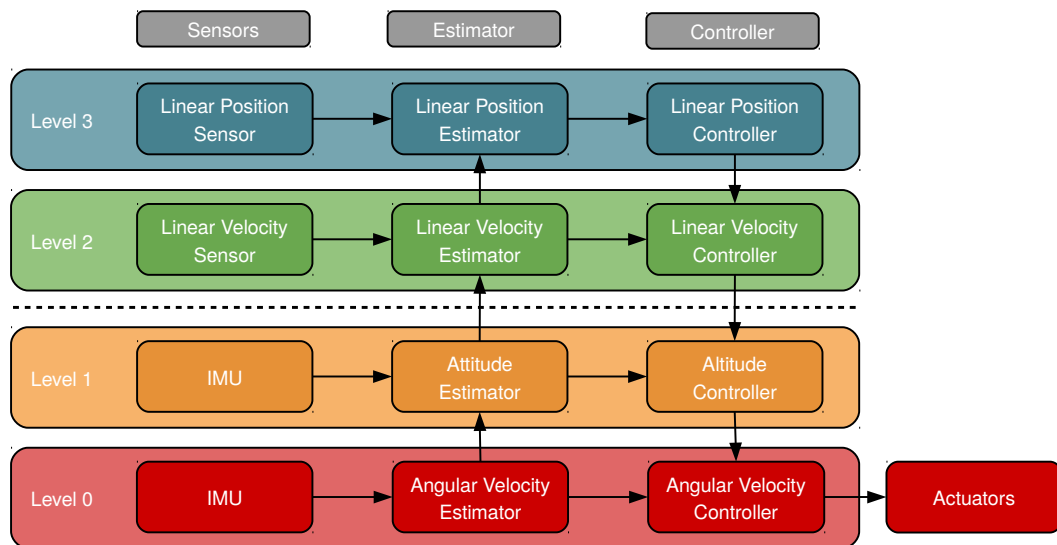 Sensors
Estimator
Controller
Level 3
Linear Position
Sensor
Linear Position
Estimator
Linear Position
Controller
Level 2
Linear Velocity
Sensor
Linear Velocity
Estimator
Linear Velocity
Controller
Level 1
IMU
Attitude
Estimator
Altitude
Controller
Level 0
IMU
Angular Velocity
Estimator
Angular Velocity
Controller
Actuators